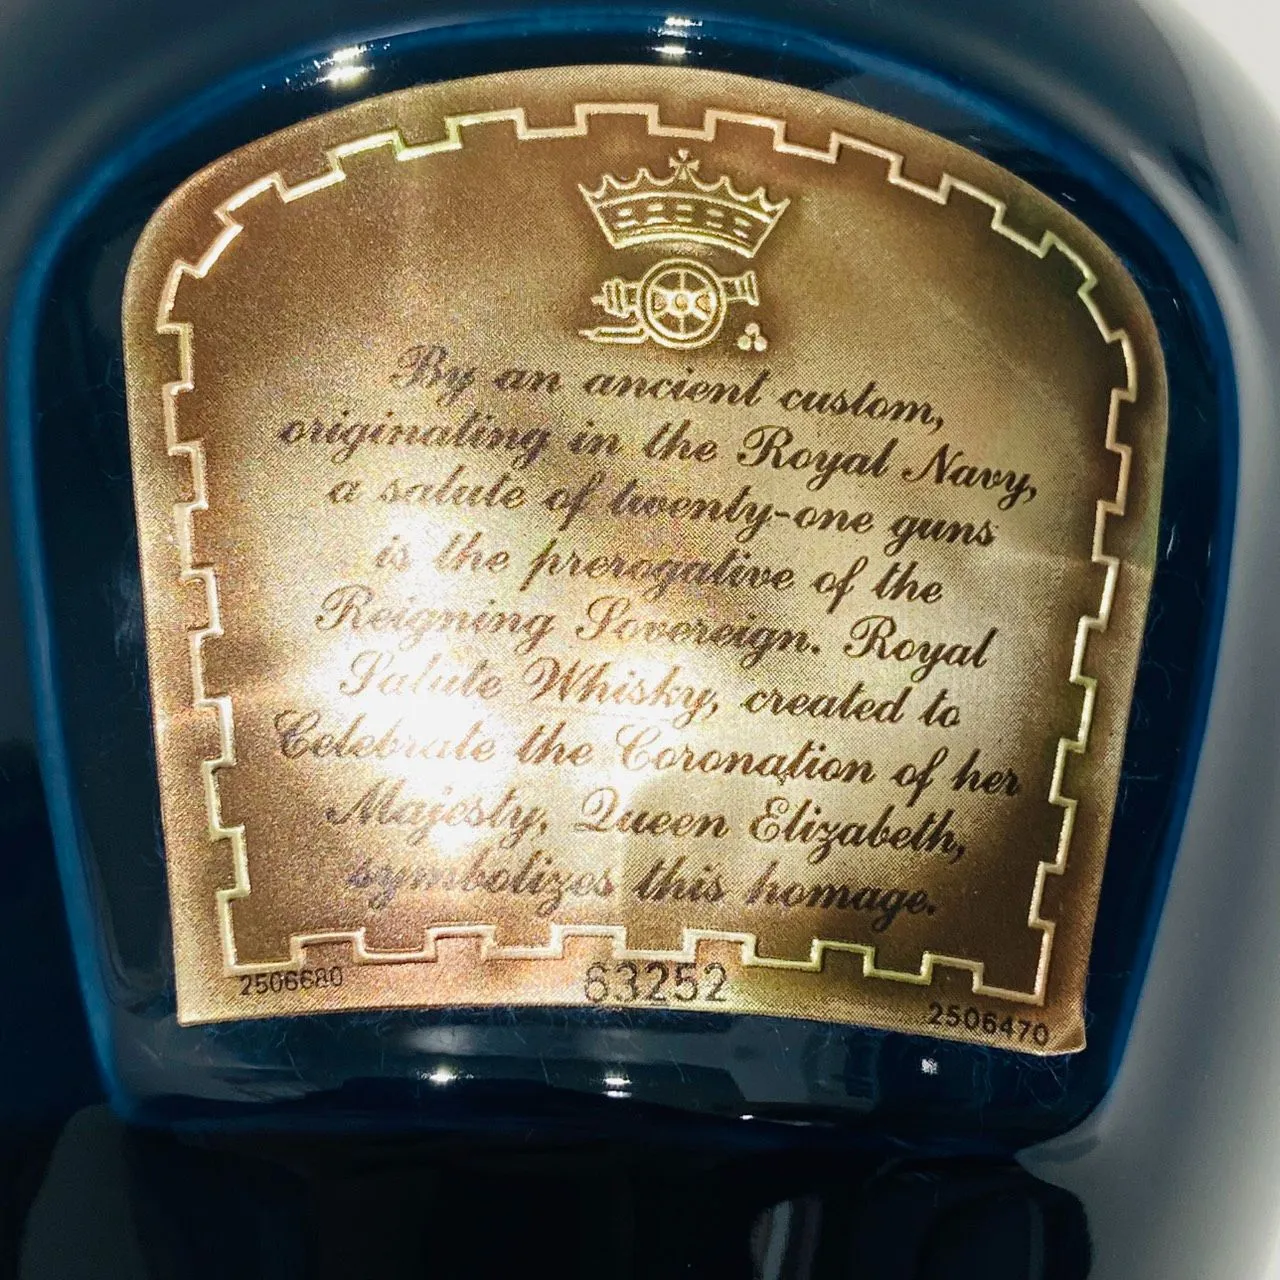 By an ancient custom,
originating in the Royal Navy,
a salute of twenty-one guns
is the prerogative of the
Reigning Sovereign. Royal
Salute Whisky, created to
Celebrate the Coronation of her
Majesty, Queen Elizabeth,
symbolizes this homage.
2506680
63252
2506470